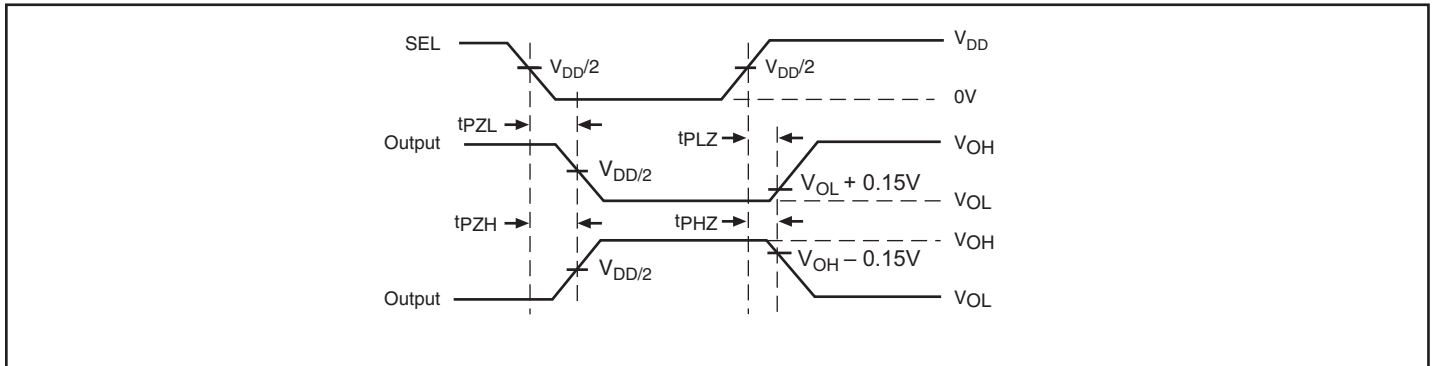 SEL
VDD/2
VDD/2
VDD
0V
tPZL
tPLZ
Output
VDD/2
VOH
VOL + 0.15V
VOL
tPZH
tPHZ
VOH
VOH – 0.15V
VDD/2
Output
VOL